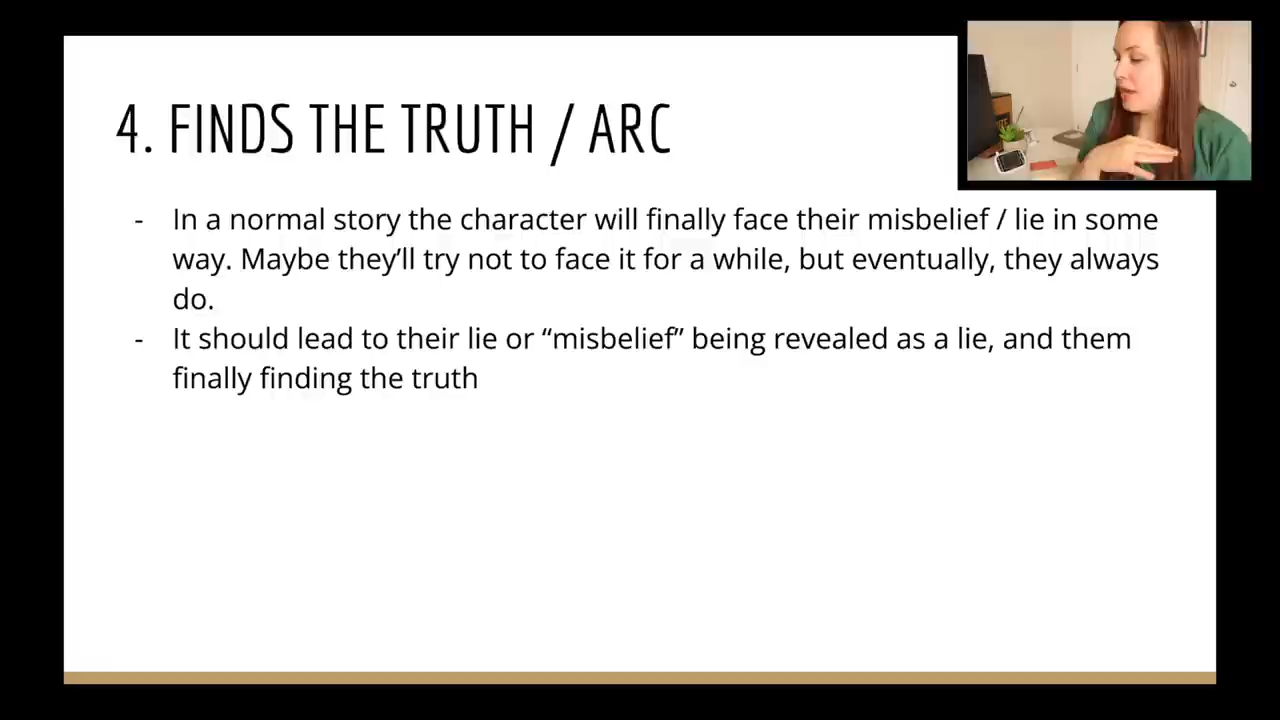 4. FINDS THE TRUTH / ARC
- In a normal story the character will finally face their misbelief / lie in some
way. Maybe they’ll try not to face it for a while, but eventually, they always
do.
- It should lead to their lie or “misbelief” being revealed as a lie, and them
finally finding the truth